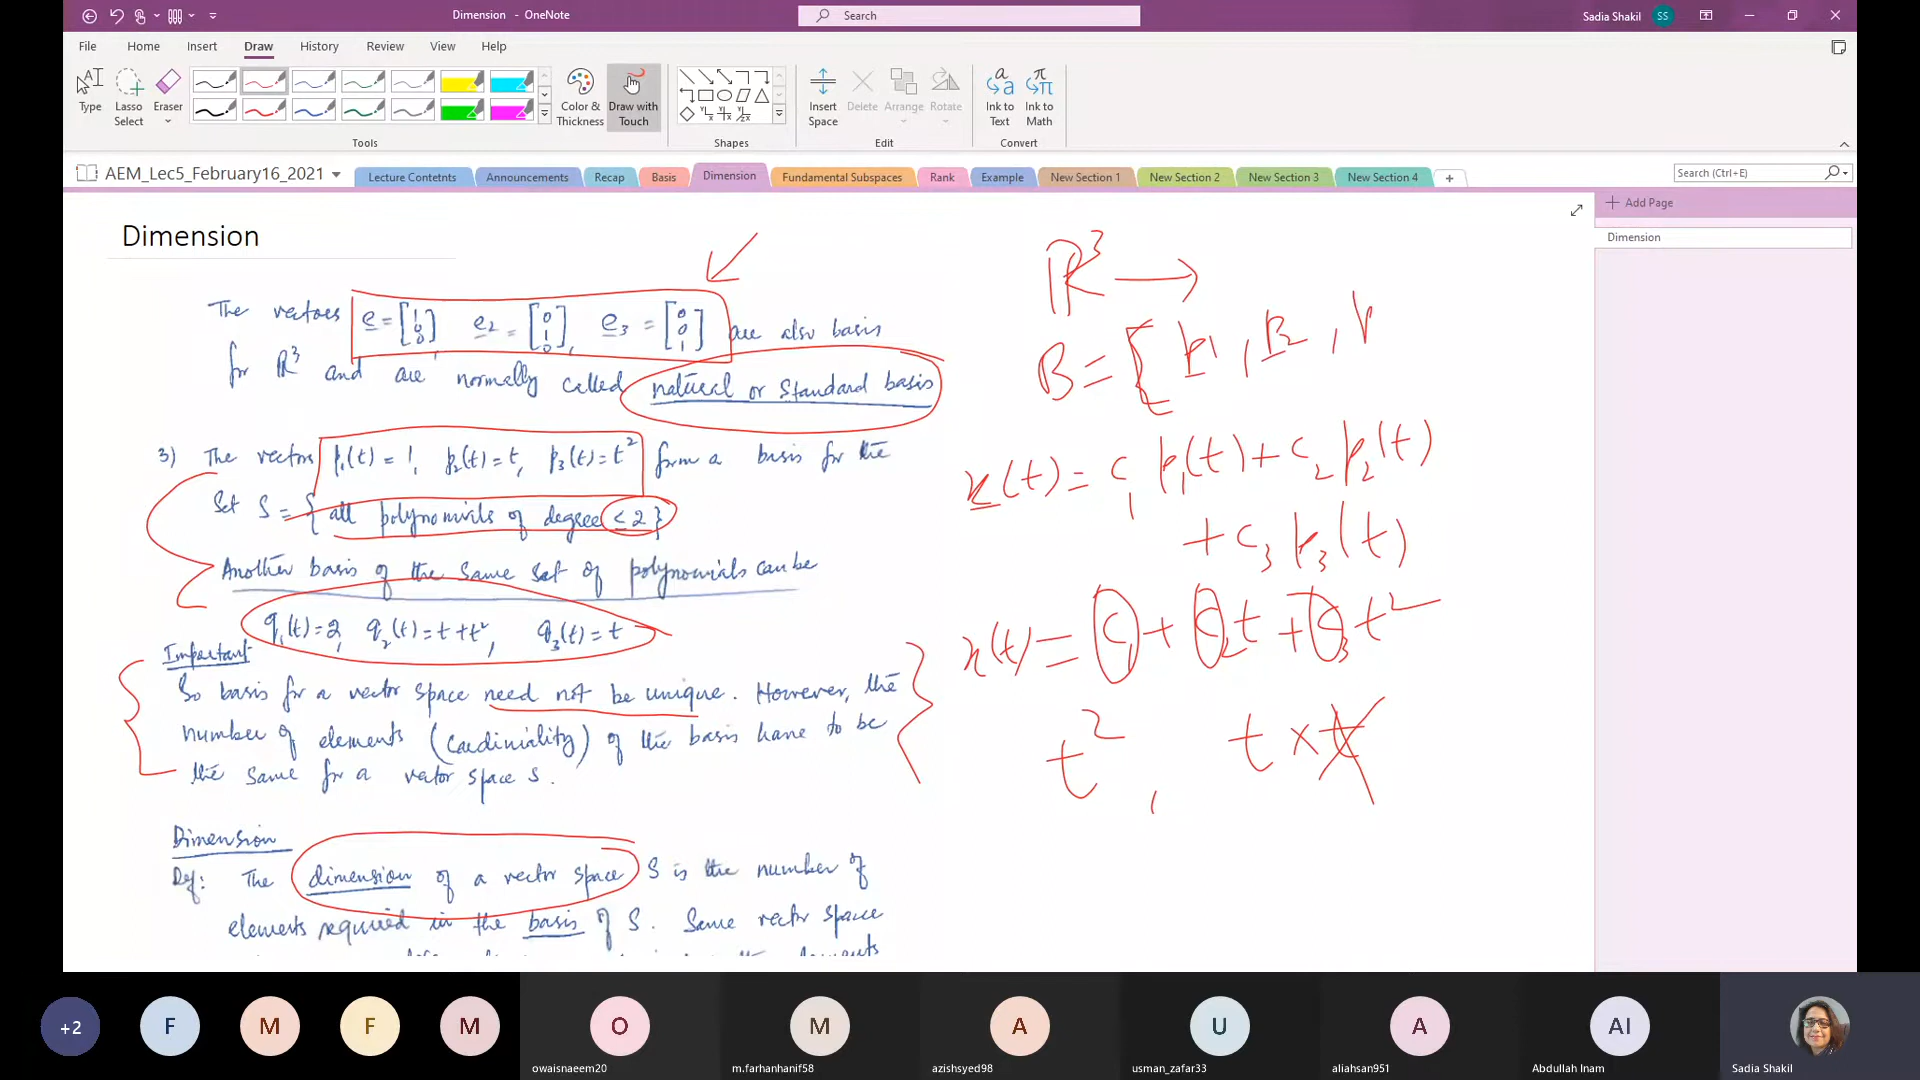 Dimension - OneNote
Search
Sadia Shakil
SS
File Home Insert Draw History Review View Help
Type
Lasso Select
Eraser
Color & Thickness
Draw with Touch
Insert Space
Delete
Arrange
Rotate
Ink to Text
Ink to Math
Tools
Shapes
Edit
Convert
AEM_Lec5_February16_2021
Lecture Contetnts
Announcements
Recap
Basis
Dimension
Fundamental Subspaces
Rank
Example
New Section 1
New Section 2
New Section 3
New Section 4
Search (Ctrl+E)
Add Page
Dimension
Dimension
The vectors e = [1 0 0] e2 = [0 1 0], e3 = [0 0 1] are also basis
for R³ and are normally called natural or standard basis
3) The vectors p1(t) = 1, p2(t) = t, p3(t) = t² form a basis for the
Set S = { all polynomials of degree ≤ 2 }
Another basis of the same set of polynomials can be
q1(t) = 2, q2(t) = t + t², q3(t) = t
Important
So basis for a vector space need not be unique. However, the
number of elements (cardiniality) of the basis have to be
the same for a vector space S.
Dimension
Def: The dimension of a vector space S is the number of
elements required in the basis of S. Same vector space
R³ →
B = [ p1, p2, 
x(t) = c1 p1(t) + c2 p2(t)
+ c3 p3(t)
x(t) = c1 + c2 t + c3 t²
t² , t × t
+2
F
M
F
M
O
M
A
U
A
AI
owaisnaeem20
m.farhanhanif58
azishsyed98
usman_zafar33
aliahsan951
Abdullah Inam
Sadia Shakil